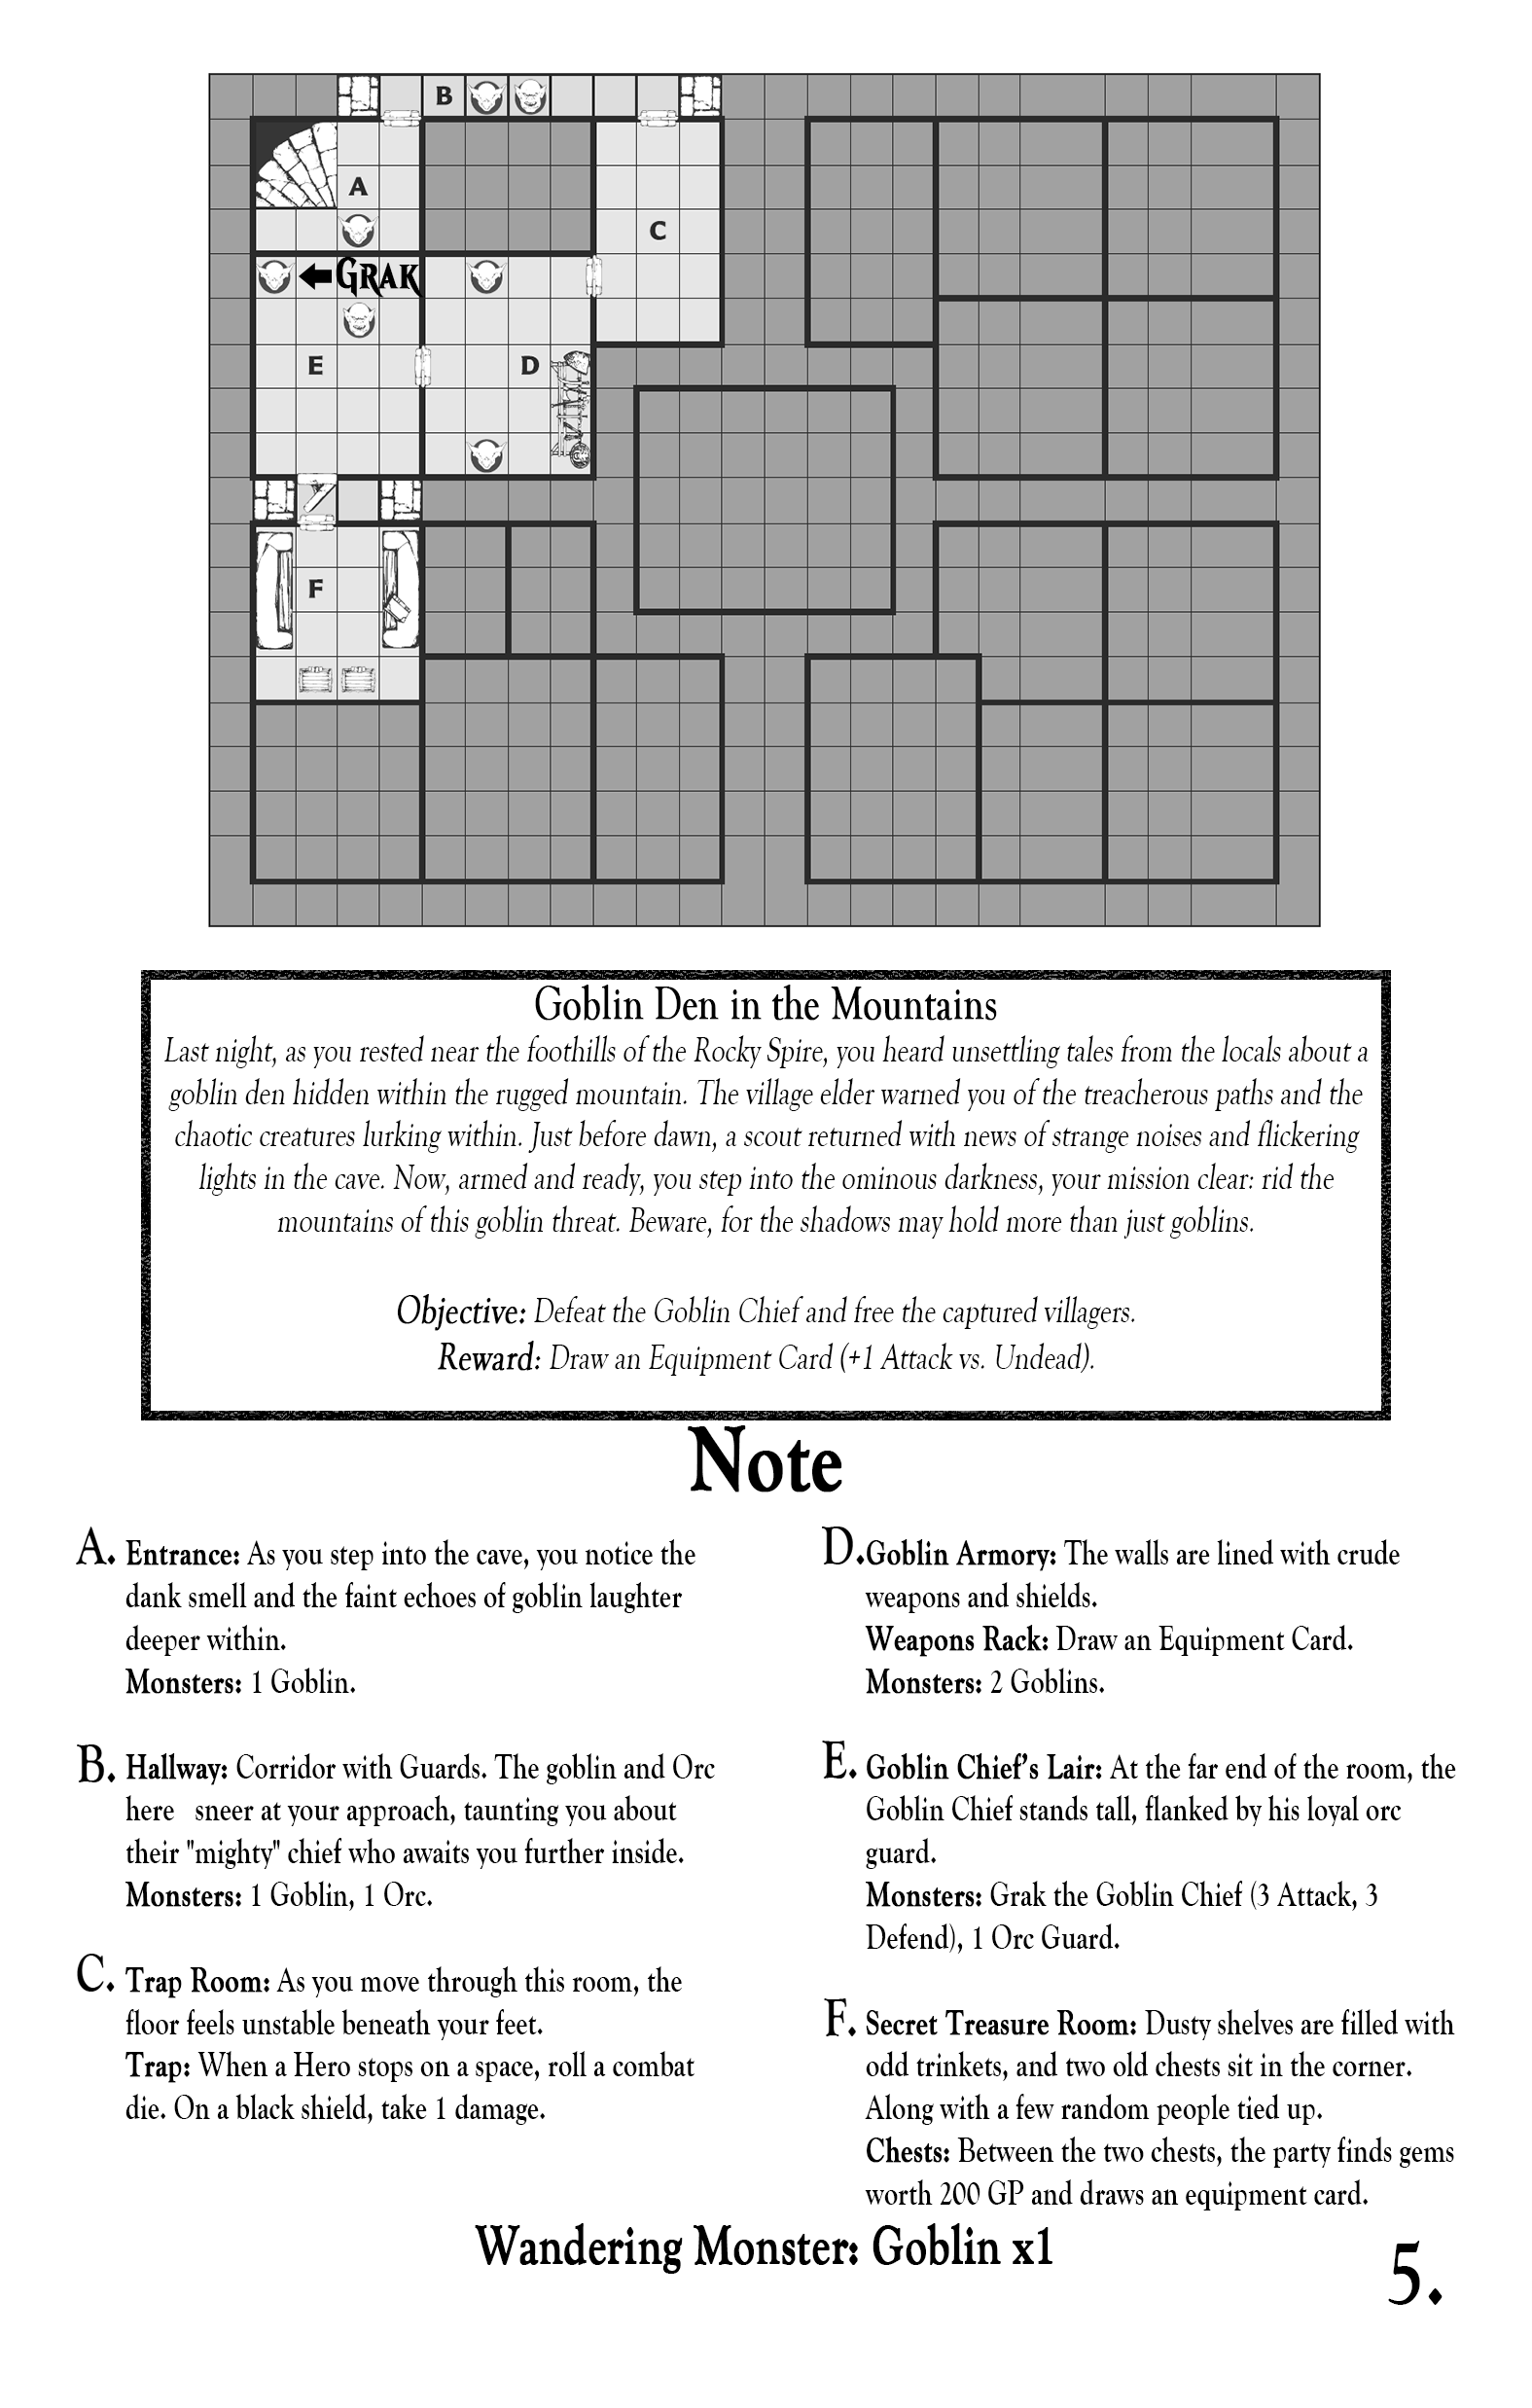 B
A
C
GRAK
E
D
F
Goblin Den in the Mountains
Last night, as you rested near the foothills of the Rocky Spire, you heard unsettling tales from the locals about a
goblin den hidden within the rugged mountain. The village elder warned you of the treacherous paths and the
chaotic creatures lurking within. Just before dawn, a scout returned with news of strange noises and flickering
lights in the cave. Now, armed and ready, you step into the ominous darkness, your mission clear: rid the
mountains of this goblin threat. Beware, for the shadows may hold more than just goblins.
Objective: Defeat the Goblin Chief and free the captured villagers.
Reward: Draw an Equipment Card (+1 Attack vs. Undead).
Note
A. Entrance: As you step into the cave, you notice the
dank smell and the faint echoes of goblin laughter
deeper within.
Monsters: 1 Goblin.
B. Hallway: Corridor with Guards. The goblin and Orc
here   sneer at your approach, taunting you about
their "mighty" chief who awaits you further inside.
Monsters: 1 Goblin, 1 Orc.
C. Trap Room: As you move through this room, the
floor feels unstable beneath your feet.
Trap: When a Hero stops on a space, roll a combat
die. On a black shield, take 1 damage.
D. Goblin Armory: The walls are lined with crude
weapons and shields.
Weapons Rack: Draw an Equipment Card.
Monsters: 2 Goblins.
E. Goblin Chief’s Lair: At the far end of the room, the
Goblin Chief stands tall, flanked by his loyal orc
guard.
Monsters: Grak the Goblin Chief (3 Attack, 3
Defend), 1 Orc Guard.
F. Secret Treasure Room: Dusty shelves are filled with
odd trinkets, and two old chests sit in the corner.
Along with a few random people tied up.
Chests: Between the two chests, the party finds gems
worth 200 GP and draws an equipment card.
Wandering Monster: Goblin x1
5.